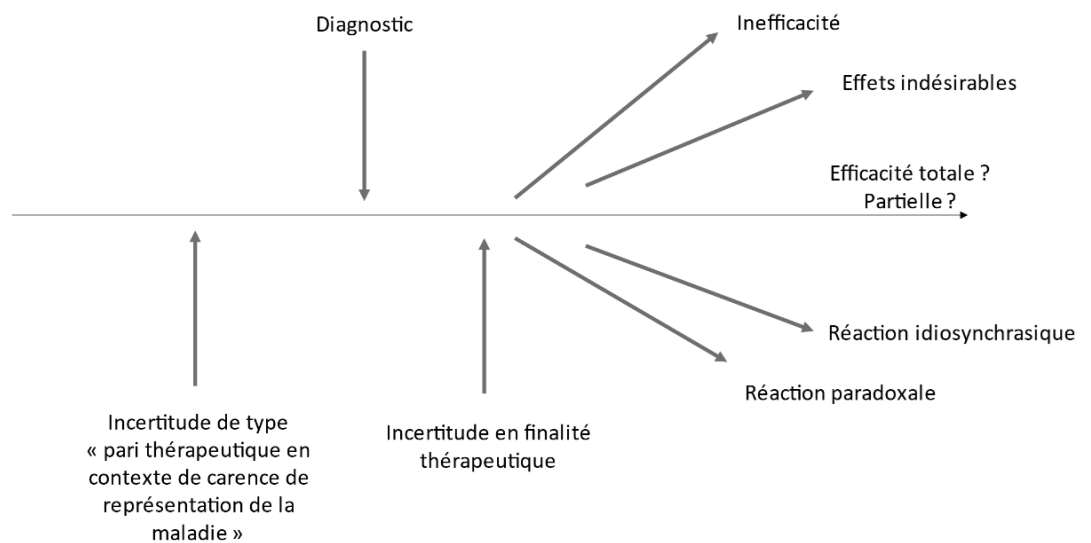 Diagnostic
Inefficacité
Effets indésirables
Efficacité totale ?
Partielle ?
Réaction idiosynchrasique
Réaction paradoxale
Incertitude de type
« pari thérapeutique en
contexte de carence de
représentation de la
maladie »
Incertitude en finalité
thérapeutique